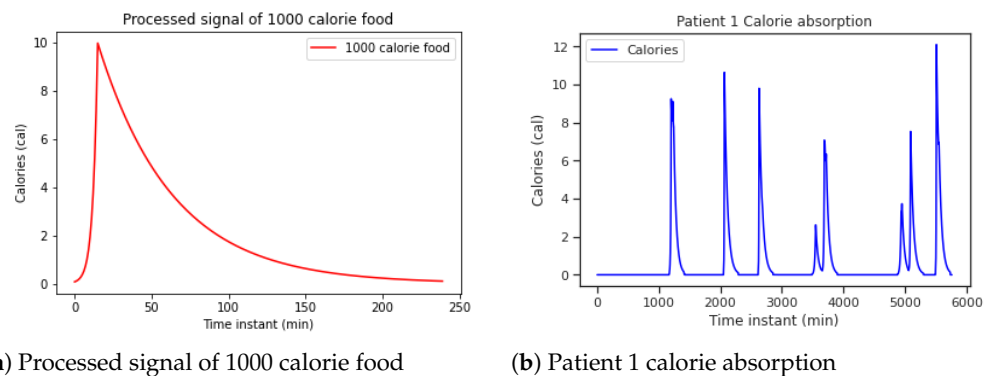 Processed signal of 1000 calorie food
10
8
6
4
2
0
Calories (cal)
1000 calorie food
0 50 100 150 200 250
Time instant (min)
Patient 1 Calorie absorption
12
10
8
6
4
2
0
Calories (cal)
Calories
0 1000 2000 3000 4000 5000 6000
Time instant (min)
) Processed signal of 1000 calorie food
(b) Patient 1 calorie absorption